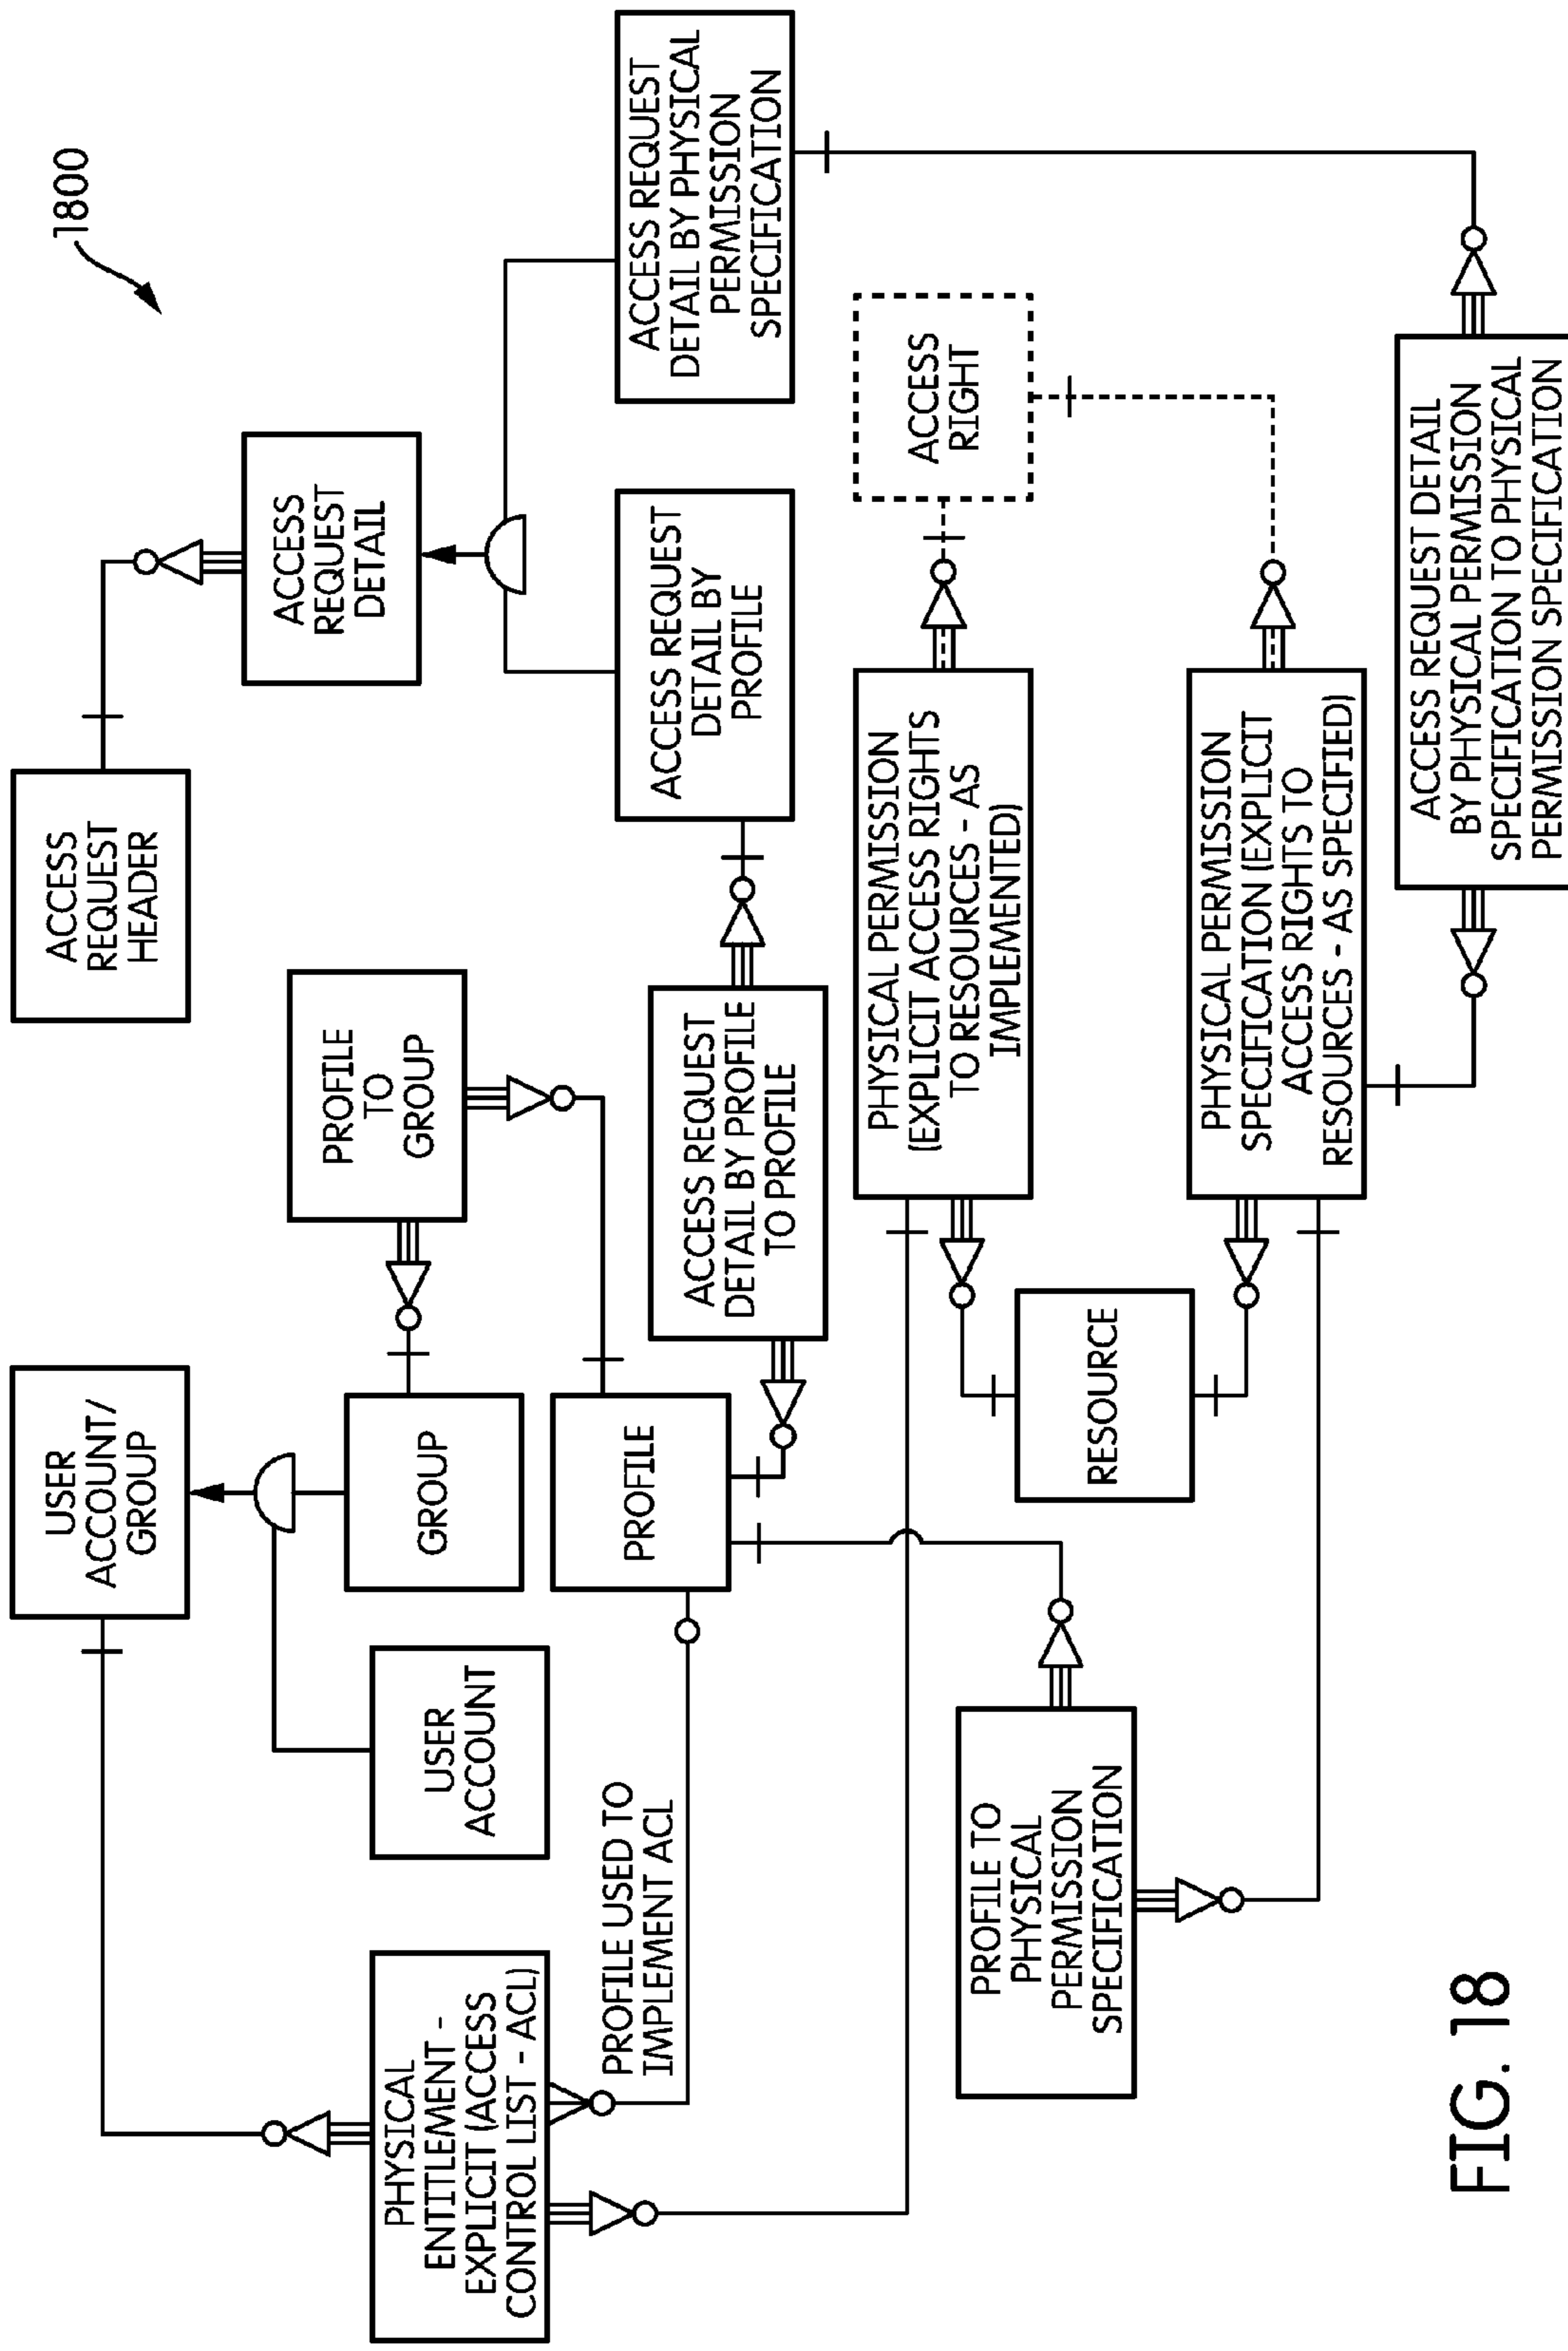 1800
ACCESS
REQUEST
HEADER
ACCESS
REQUEST
DETAIL
USER
ACCOUNT/
GROUP
PROFILE
TO
GROUP
GROUP
USER
ACCOUNT
PHYSICAL
ENTITLEMENT -
EXPLICIT (ACCESS
CONTROL LIST - ACL)
PROFILE USED TO
IMPLEMENT ACL
PROFILE
ACCESS REQUEST
DETAIL BY PROFILE
TO PROFILE
ACCESS REQUEST
DETAIL BY
PROFILE
ACCESS REQUEST
DETAIL BY PHYSICAL
PERMISSION
SPECIFICATION
ACCESS
RIGHT
PHYSICAL PERMISSION
(EXPLICIT ACCESS RIGHTS
TO RESOURCES - AS
IMPLEMENTED)
RESOURCE
PROFILE TO
PHYSICAL
PERMISSION
SPECIFICATION
PHYSICAL PERMISSION
SPECIFICATION (EXPLICIT
ACCESS RIGHTS TO
RESOURCES - AS SPECIFIED)
ACCESS REQUEST DETAIL
BY PHYSICAL PERMISSION
SPECIFICATION TO PHYSICAL
PERMISSION SPECIFICATION
FIG. 18